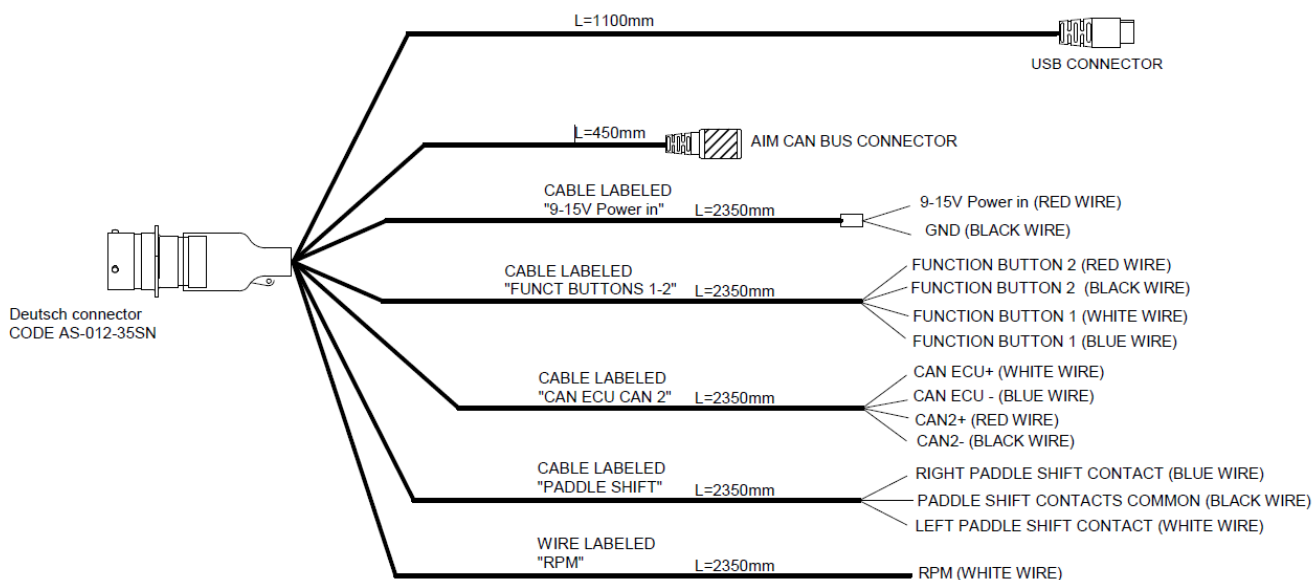 L=1100mm
USB CONNECTOR
L=450mm
AIM CAN BUS CONNECTOR
CABLE LABELED
"9-15V Power in" L=2350mm
9-15V Power in (RED WIRE)
GND (BLACK WIRE)
CABLE LABELED
"FUNCT BUTTONS 1-2" L=2350mm
FUNCTION BUTTON 2 (RED WIRE)
FUNCTION BUTTON 2 (BLACK WIRE)
FUNCTION BUTTON 1 (WHITE WIRE)
FUNCTION BUTTON 1 (BLUE WIRE)
Deutsch connector
CODE AS-012-35SN
CABLE LABELED
"CAN ECU CAN 2" L=2350mm
CAN ECU+ (WHITE WIRE)
CAN ECU - (BLUE WIRE)
CAN2+ (RED WIRE)
CAN2- (BLACK WIRE)
CABLE LABELED
"PADDLE SHIFT" L=2350mm
RIGHT PADDLE SHIFT CONTACT (BLUE WIRE)
PADDLE SHIFT CONTACTS COMMON (BLACK WIRE)
LEFT PADDLE SHIFT CONTACT (WHITE WIRE)
WIRE LABELED
"RPM" L=2350mm
RPM (WHITE WIRE)